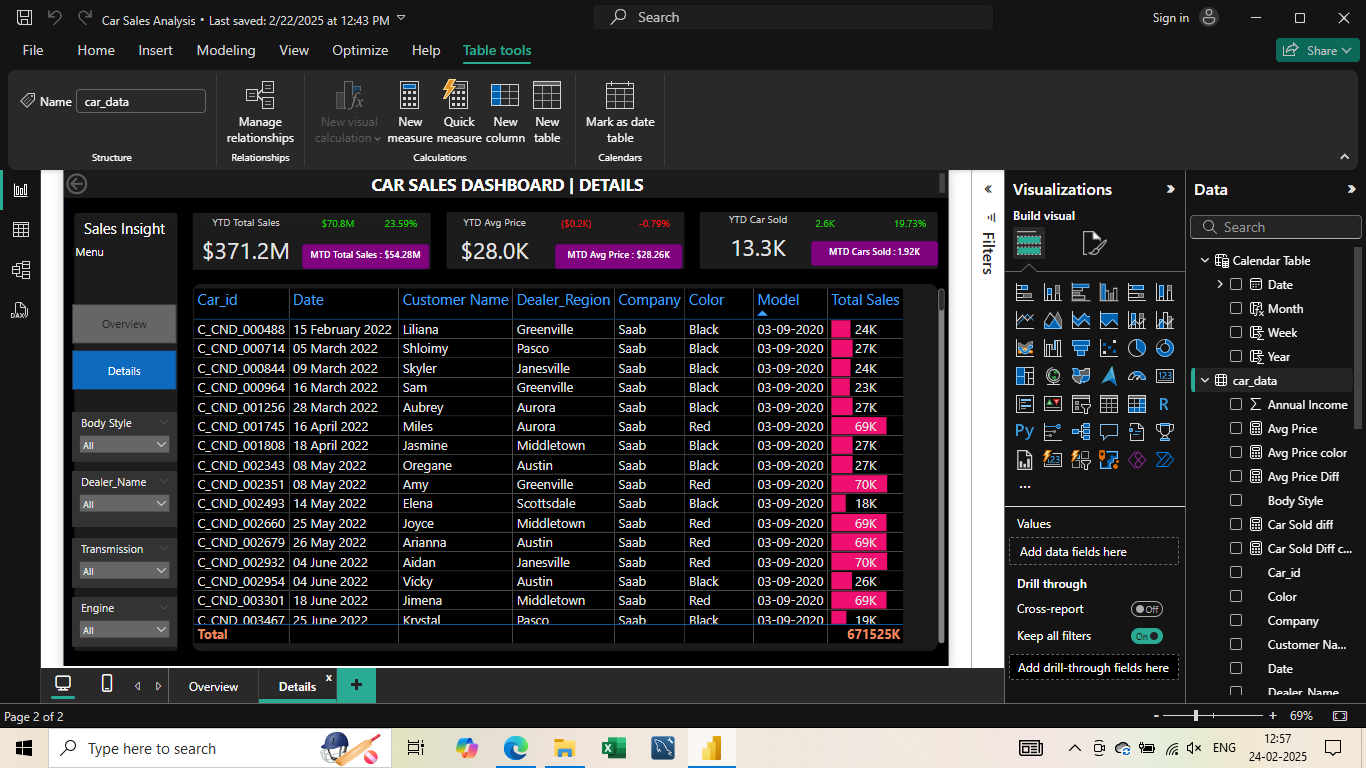 Car Sales Analysis • Last saved: 2/22/2025 at 12:43 PM
Search
Sign in
File Home Insert Modeling View Optimize Help Table tools
Share
Name car_data
Manage relationships
New visual calculation
New measure
Quick measure
New column
New table
Mark as date table
Structure Relationships Calculations Calendars
CAR SALES DASHBOARD | DETAILS
Sales Insight
Menu
Overview
Details
Body Style
All
Dealer_Name
All
Transmission
All
Engine
All
YTD Total Sales $70.8M 23.59%
$371.2M MTD Total Sales : $54.28M
YTD Avg Price ($0.2K) -0.79%
$28.0K MTD Avg Price : $28.26K
YTD Car Sold 2.6K 19.73%
13.3K MTD Cars Sold : 1.92K
Car_id Date Customer Name Dealer_Region Company Color Model Total Sales
C_CND_000488 15 February 2022 Liliana Greenville Saab Black 03-09-2020 24K
C_CND_000714 05 March 2022 Shloimy Pasco Saab Black 03-09-2020 27K
C_CND_000844 09 March 2022 Skyler Janesville Saab Black 03-09-2020 24K
C_CND_000964 16 March 2022 Sam Greenville Saab Black 03-09-2020 23K
C_CND_001256 28 March 2022 Aubrey Aurora Saab Black 03-09-2020 27K
C_CND_001745 16 April 2022 Miles Aurora Saab Red 03-09-2020 69K
C_CND_001808 18 April 2022 Jasmine Middletown Saab Black 03-09-2020 27K
C_CND_002343 08 May 2022 Oregane Austin Saab Black 03-09-2020 27K
C_CND_002351 08 May 2022 Amy Greenville Saab Red 03-09-2020 70K
C_CND_002493 14 May 2022 Elena Scottsdale Saab Black 03-09-2020 18K
C_CND_002660 25 May 2022 Joyce Middletown Saab Red 03-09-2020 69K
C_CND_002679 26 May 2022 Arianna Austin Saab Red 03-09-2020 69K
C_CND_002932 04 June 2022 Aidan Janesville Saab Red 03-09-2020 70K
C_CND_002954 04 June 2022 Vicky Austin Saab Black 03-09-2020 26K
C_CND_003301 18 June 2022 Jimena Middletown Saab Red 03-09-2020 69K
C_CND_003467 25 June 2022 Krystal Pasco Saab Black 03-09-2020 19K
Total 671525K
Filters
Visualizations
Build visual
R
Py
123
...
Values
Add data fields here
Drill through
Cross-report Off
Keep all filters On
Add drill-through fields here
Data
Search
Calendar Table
Date
Month
Week
Year
car_data
Annual Income
Avg Price
Avg Price color
Avg Price Diff
Body Style
Car Sold diff
Car Sold Diff c...
Car_id
Color
Company
Customer Na...
Date
Dealer_Name
Overview Details x +
Page 2 of 2
- + 69%
Type here to search
ENG
12:57
24-02-2025